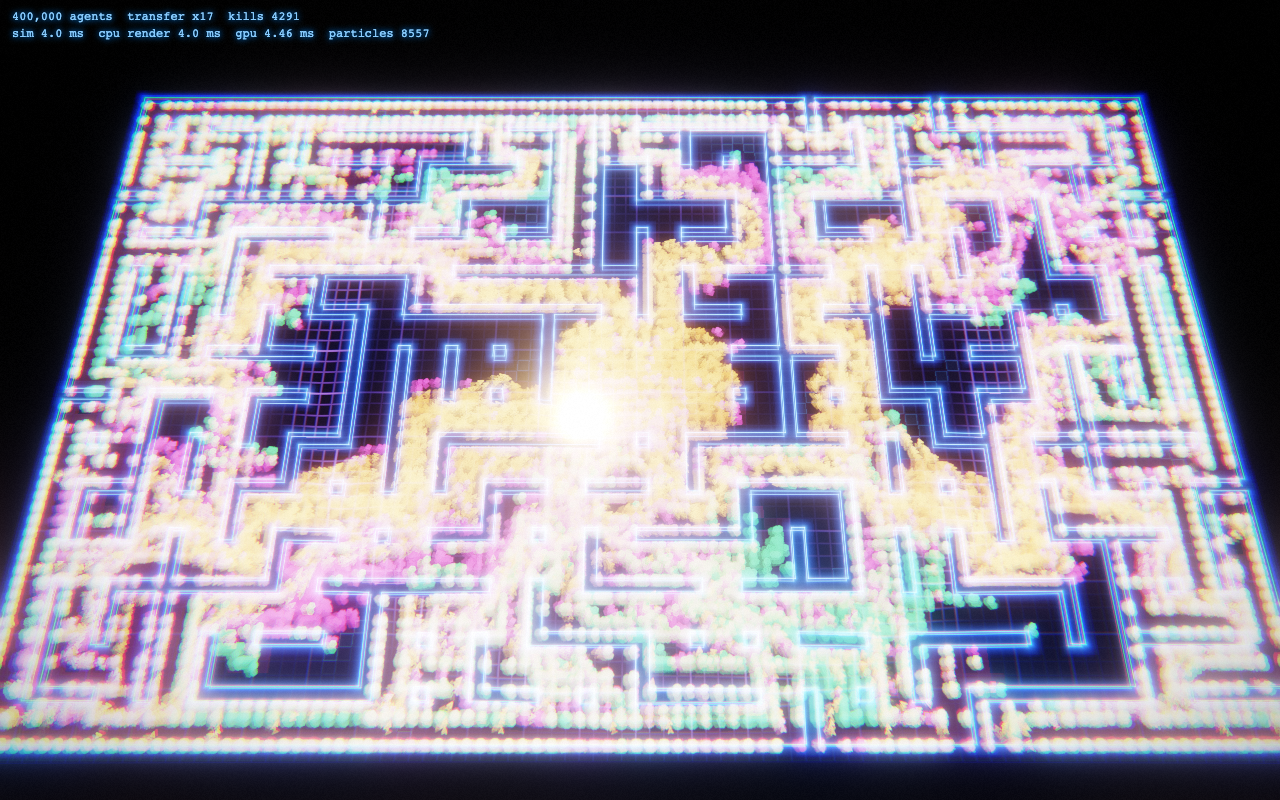 400,000 agents  transfer x17  kills 4291
sim 4.0 ms  cpu render 4.0 ms  gpu 4.46 ms  particles 8557